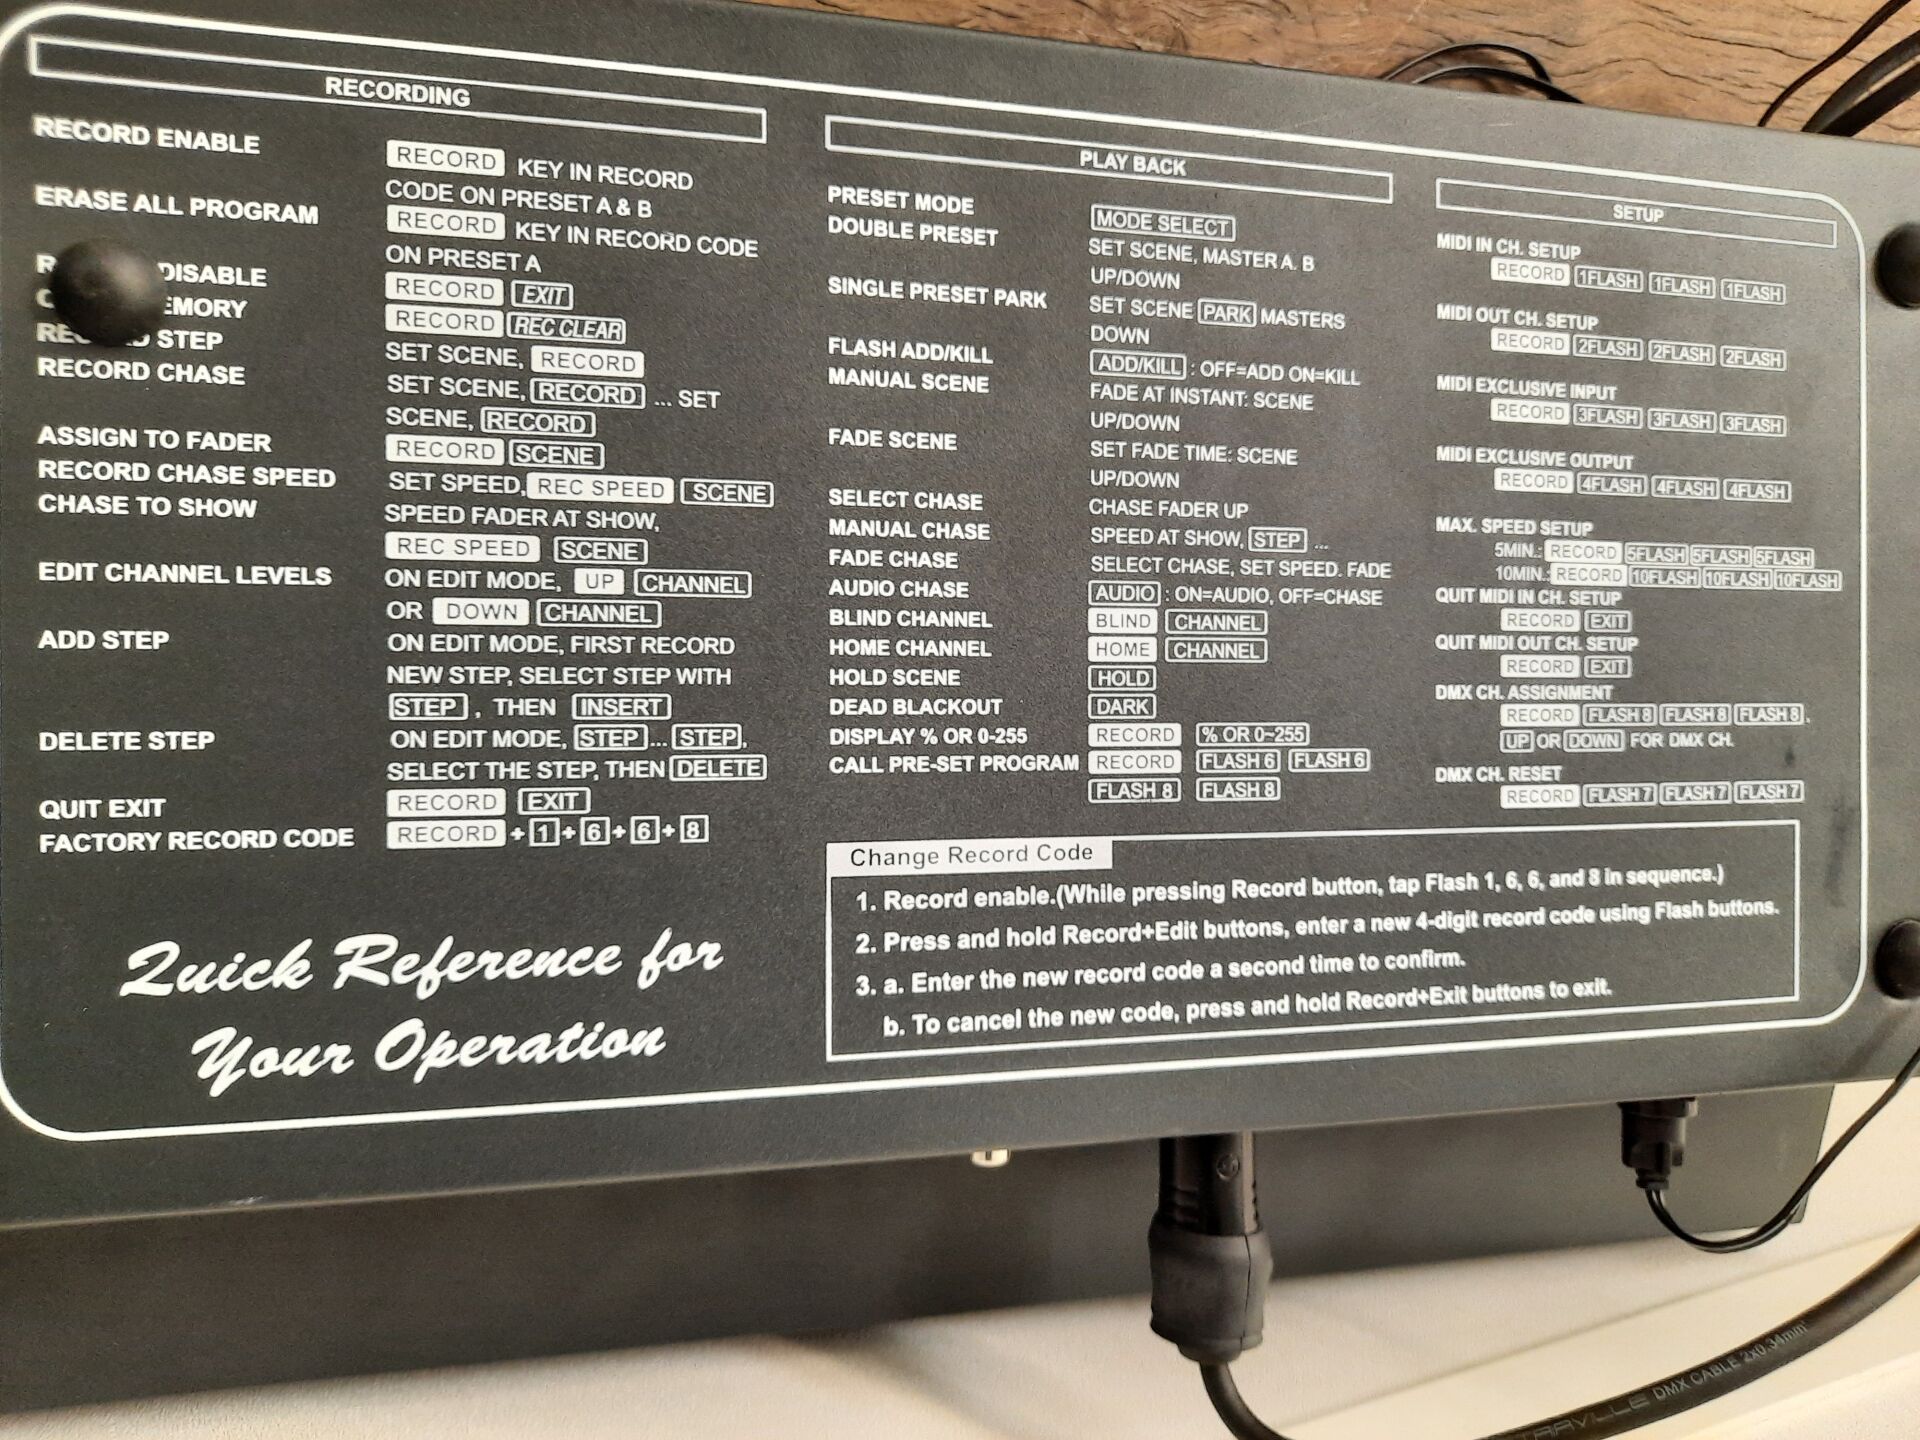 RECORDING
RECORD ENABLE
RECORD KEY IN RECORD
CODE ON PRESET A & B
ERASE ALL PROGRAM
RECORD KEY IN RECORD CODE
ON PRESET A
DISABLE
RECORD EXIT
EMORY
RECORD REC CLEAR
STEP
SET SCENE, RECORD
RECORD CHASE
SET SCENE, RECORD ... SET
SCENE, RECORD
ASSIGN TO FADER
RECORD SCENE
RECORD CHASE SPEED
SET SPEED, REC SPEED SCENE
CHASE TO SHOW
SPEED FADER AT SHOW,
REC SPEED SCENE
EDIT CHANNEL LEVELS
ON EDIT MODE, UP CHANNEL
OR DOWN CHANNEL
ADD STEP
ON EDIT MODE, FIRST RECORD
NEW STEP, SELECT STEP WITH
STEP , THEN INSERT
DELETE STEP
ON EDIT MODE, STEP ... STEP,
SELECT THE STEP, THEN DELETE
QUIT EXIT
RECORD EXIT
FACTORY RECORD CODE
RECORD + 1 + 6 + 6 + 8
Quick Reference for
Your Operation
PLAY BACK
PRESET MODE
MODE SELECT
DOUBLE PRESET
SET SCENE, MASTER A. B
UP/DOWN
SINGLE PRESET PARK
SET SCENE PARK MASTERS
DOWN
FLASH ADD/KILL
ADD/KILL : OFF=ADD ON=KILL
MANUAL SCENE
FADE AT INSTANT: SCENE
UP/DOWN
FADE SCENE
SET FADE TIME: SCENE
UP/DOWN
SELECT CHASE
CHASE FADER UP
MANUAL CHASE
SPEED AT SHOW, STEP ...
FADE CHASE
SELECT CHASE, SET SPEED. FADE
AUDIO CHASE
AUDIO : ON=AUDIO, OFF=CHASE
BLIND CHANNEL
BLIND CHANNEL
HOME CHANNEL
HOME CHANNEL
HOLD SCENE
HOLD
DEAD BLACKOUT
DARK
DISPLAY % OR 0-255
RECORD % OR 0~255
CALL PRE-SET PROGRAM
RECORD FLASH 6 FLASH 6
FLASH 8 FLASH 8
SETUP
MIDI IN CH. SETUP
RECORD 1FLASH 1FLASH 1FLASH
MIDI OUT CH. SETUP
RECORD 2FLASH 2FLASH 2FLASH
MIDI EXCLUSIVE INPUT
RECORD 3FLASH 3FLASH 3FLASH
MIDI EXCLUSIVE OUTPUT
RECORD 4FLASH 4FLASH 4FLASH
MAX. SPEED SETUP
5MIN.: RECORD 5FLASH 5FLASH 5FLASH
10MIN.: RECORD 10FLASH 10FLASH 10FLASH
QUIT MIDI IN CH. SETUP
RECORD EXIT
QUIT MIDI OUT CH. SETUP
RECORD EXIT
DMX CH. ASSIGNMENT
RECORD FLASH 8 FLASH 8 FLASH 8 ,
UP OR DOWN FOR DMX CH.
DMX CH. RESET
RECORD FLASH 7 FLASH 7 FLASH 7
Change Record Code
1. Record enable.(While pressing Record button, tap Flash 1, 6, 6, and 8 in sequence.)
2. Press and hold Record+Edit buttons, enter a new 4-digit record code using Flash buttons.
3. a. Enter the new record code a second time to confirm.
b. To cancel the new code, press and hold Record+Exit buttons to exit.
DMX CABLE 2x0.34mm²